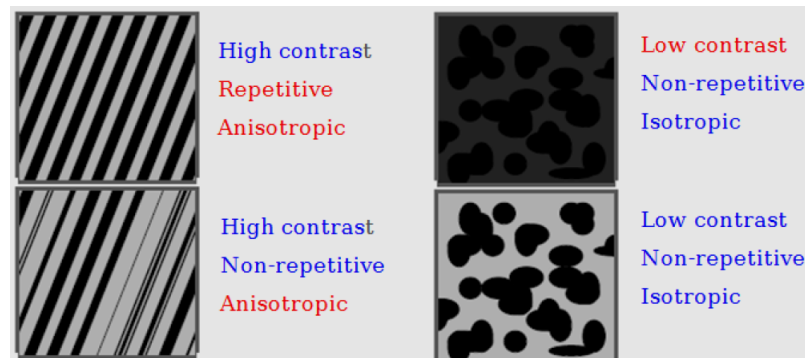 High contrast
Repetitive
Anisotropic
Low contrast
Non-repetitive
Isotropic
High contrast
Non-repetitive
Anisotropic
Low contrast
Non-repetitive
Isotropic